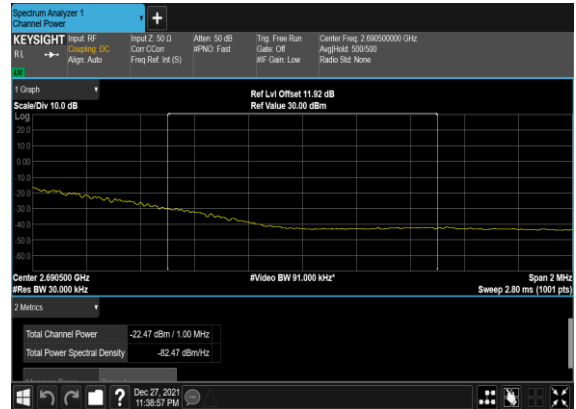 Spectrum Analyzer 1
Channel Power
+
KEYSIGHT Input: RF Input Z: 50 Ω Atten: 50 dB Trig: Free Run Center Freq: 2.690500000 GHz
RL Coupling: DC Corr CCorr #PNO: Fast Gate: Off Avg|Hold: 500/500
Align: Auto Freq Ref: Int (S) #IF Gain: Low Radio Std: None
LXI
1 Graph
Ref Lvl Offset 11.92 dB
Scale/Div 10.0 dB Ref Value 30.00 dBm
Log
20.0
10.0
0.00
-10.0
-20.0
-30.0
-40.0
-50.0
-60.0
Center 2.690500 GHz #Video BW 91.000 kHz* Span 2 MHz
#Res BW 30.000 kHz Sweep 2.80 ms (1001 pts)
2 Metrics
Total Channel Power -22.47 dBm / 1.00 MHz
Total Power Spectral Density -82.47 dBm/Hz
? Dec 27, 2021
11:38:57 PM